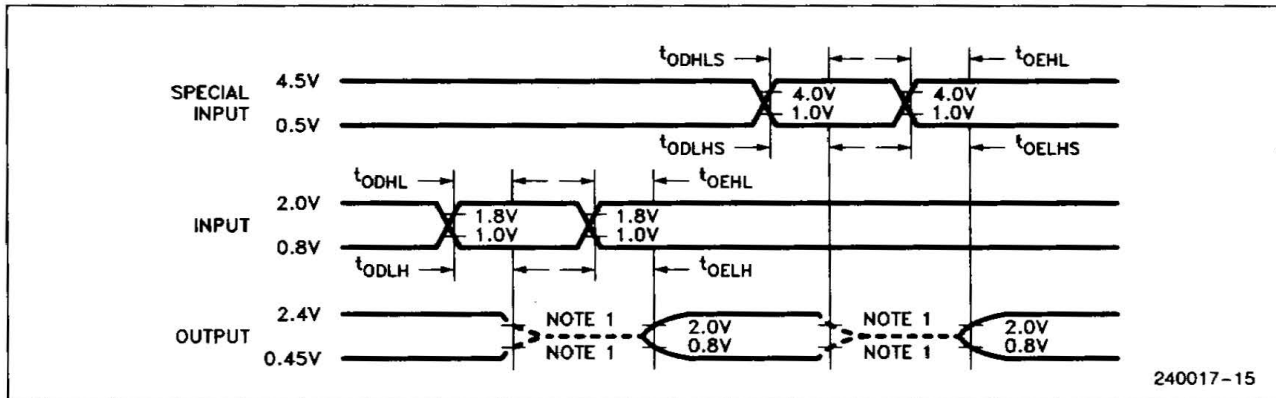 tODHLS tOEHL
SPECIAL INPUT
4.5V
4.0V 4.0V
1.0V 1.0V
0.5V
tODLHS tOELHS
tODHL tOEHL
INPUT
2.0V
1.8V 1.8V
1.0V 1.0V
0.8V
tODLH tOELH
OUTPUT
2.4V
NOTE 1 2.0V NOTE 1 2.0V
NOTE 1 0.8V NOTE 1 0.8V
0.45V
240017-15